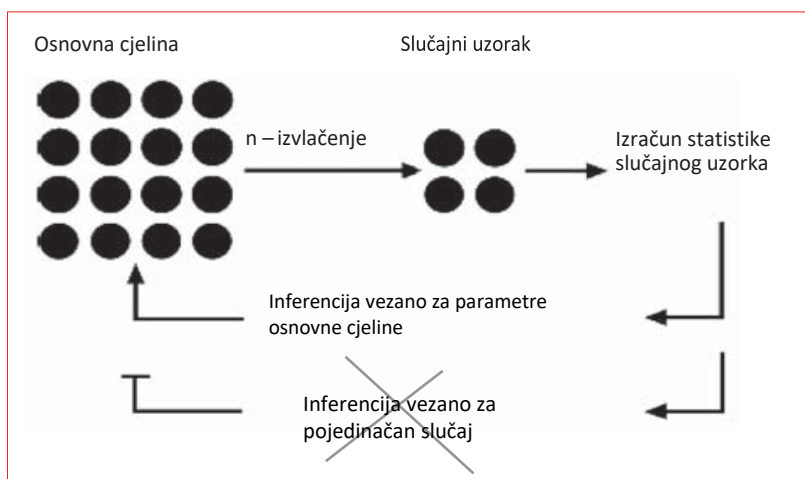 Osnovna cjelina
Slučajni uzorak
n – izvlačenje
Izračun statistike
slučajnog uzorka
Inferencija vezano za parametre
osnovne cjeline
Inferencija vezano za
pojedinačan slučaj